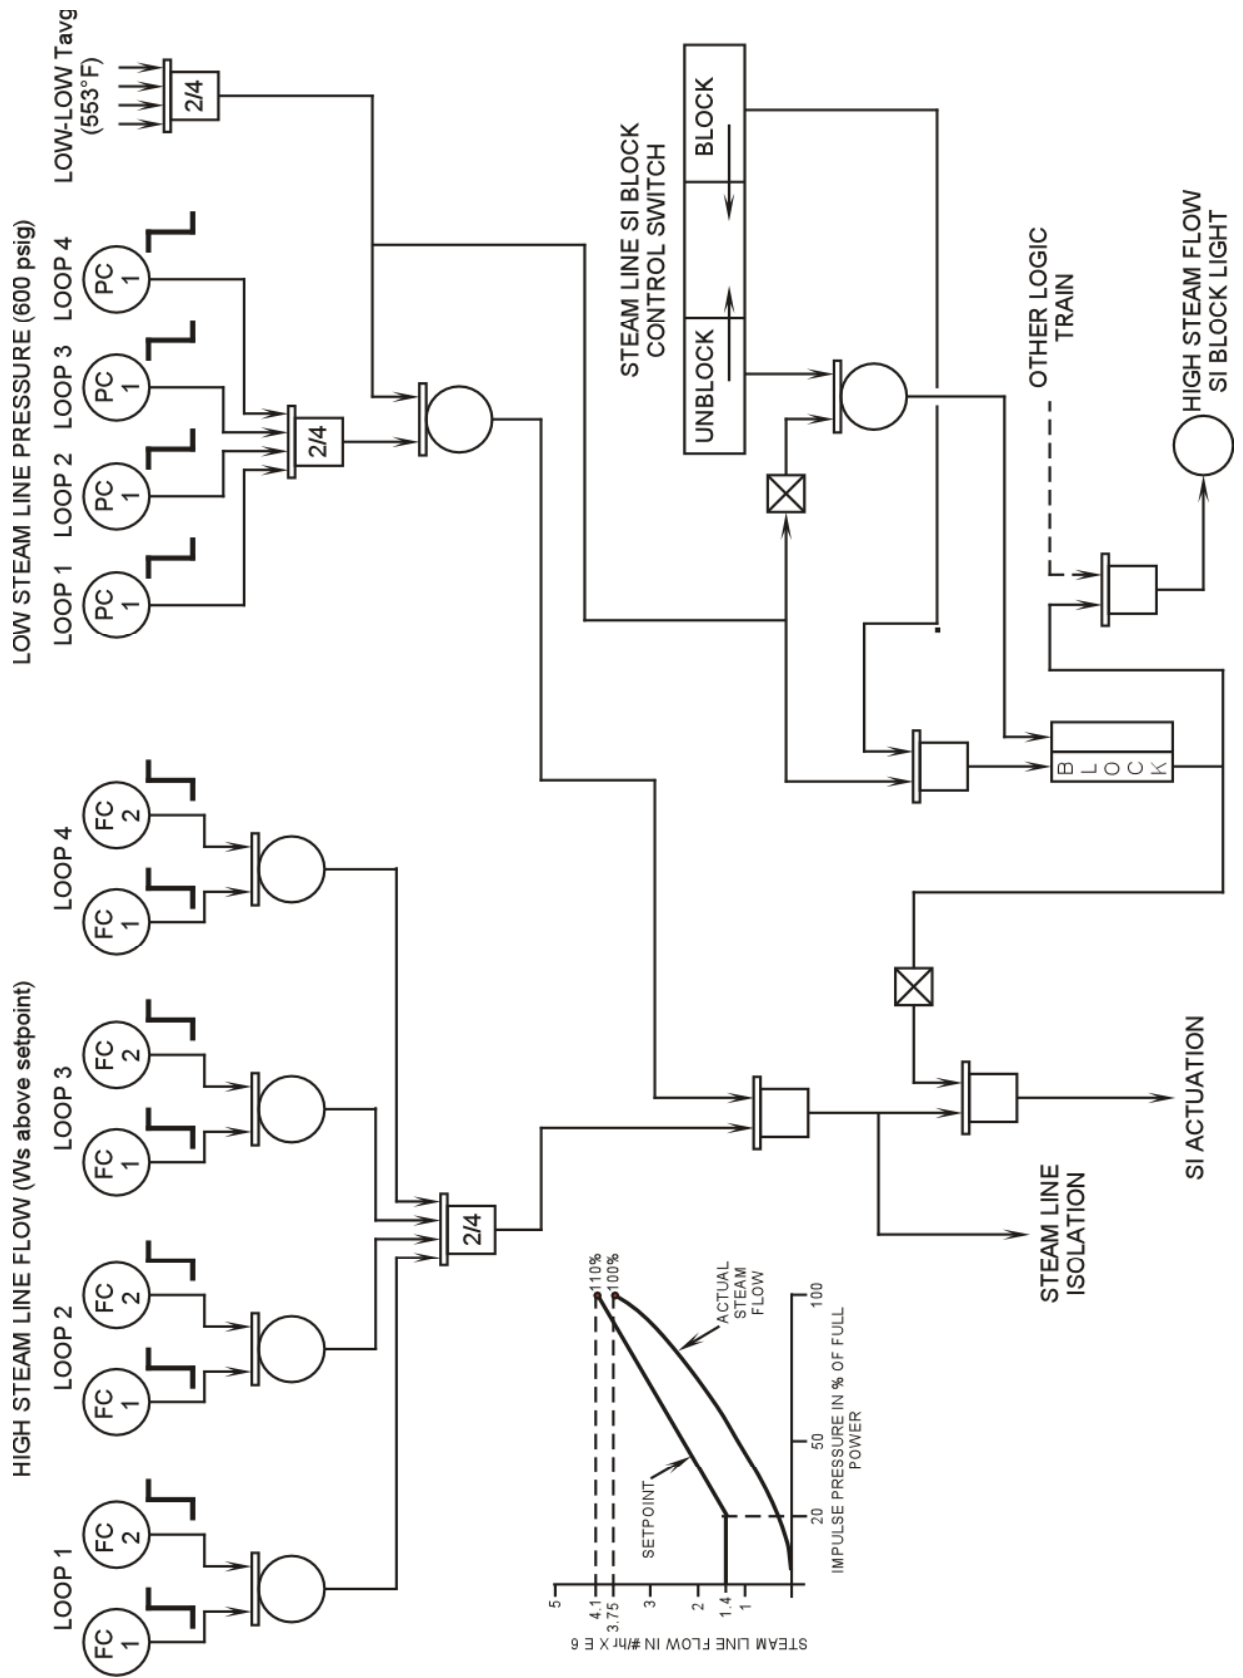 HIGH STEAM LINE FLOW (Ws above setpoint)
LOW STEAM LINE PRESSURE (600 psig)
LOW-LOW Tavg
(553°F)
LOOP 1
LOOP 2
LOOP 3
LOOP 4
LOOP 1
LOOP 2
LOOP 3
LOOP 4
FC
1
FC
2
FC
1
FC
2
FC
1
FC
2
FC
1
FC
2
PC
1
PC
1
PC
1
PC
1
2/4
2/4
2/4
STEAM LINE SI BLOCK
CONTROL SWITCH
UNBLOCK
BLOCK
OTHER LOGIC
TRAIN
BLOCK
HIGH STEAM FLOW
SI BLOCK LIGHT
STEAM LINE
ISOLATION
SI ACTUATION
STEAM LINE FLOW IN #/hr X E 6
5
4.1
3.75
3
2
1.4
1
110%
100%
SETPOINT
ACTUAL
STEAM
FLOW
20
50
100
IMPULSE PRESSURE IN % OF FULL
POWER